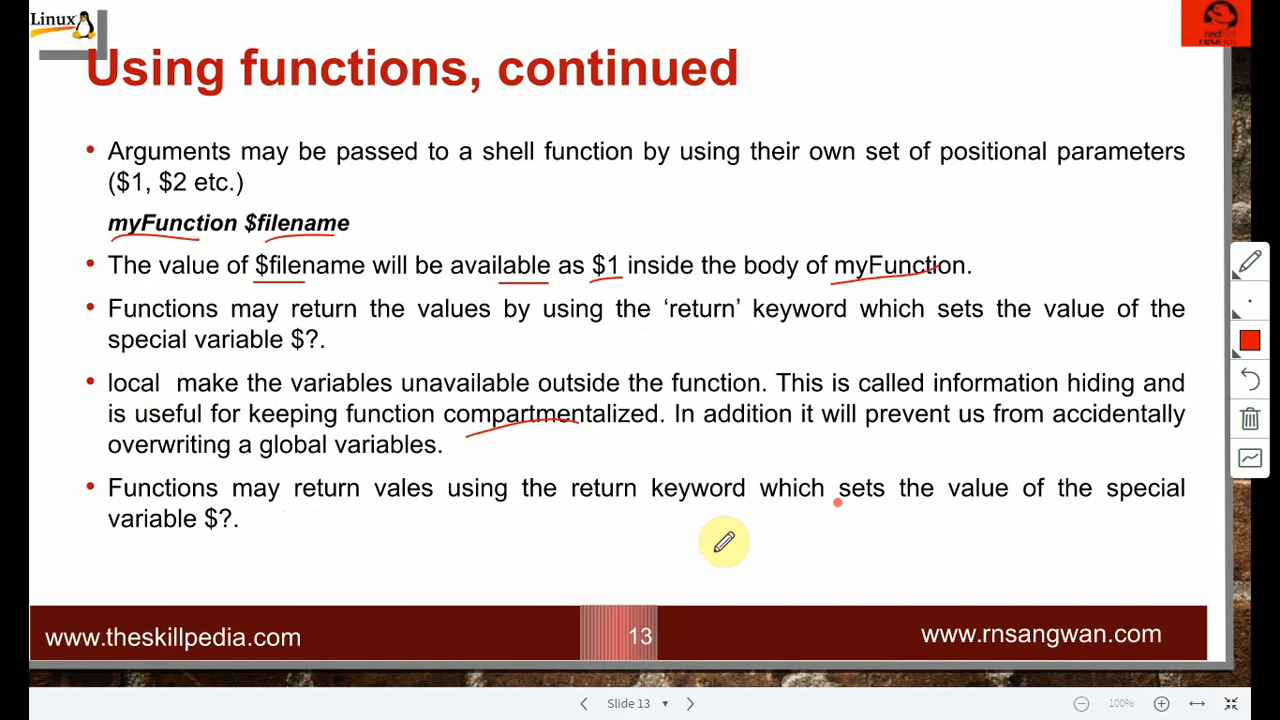 Linux
Using functions, continued
• Arguments may be passed to a shell function by using their own set of positional parameters
($1, $2 etc.)
myFunction $filename
• The value of $filename will be available as $1 inside the body of myFunction.
• Functions may return the values by using the ‘return’ keyword which sets the value of the
special variable $?.
• local make the variables unavailable outside the function. This is called information hiding and
is useful for keeping function compartmentalized. In addition it will prevent us from accidentally
overwriting a global variables.
• Functions may return vales using the return keyword which sets the value of the special
variable $?.
www.theskillpedia.com 13 www.rnsangwan.com
Slide 13 100%